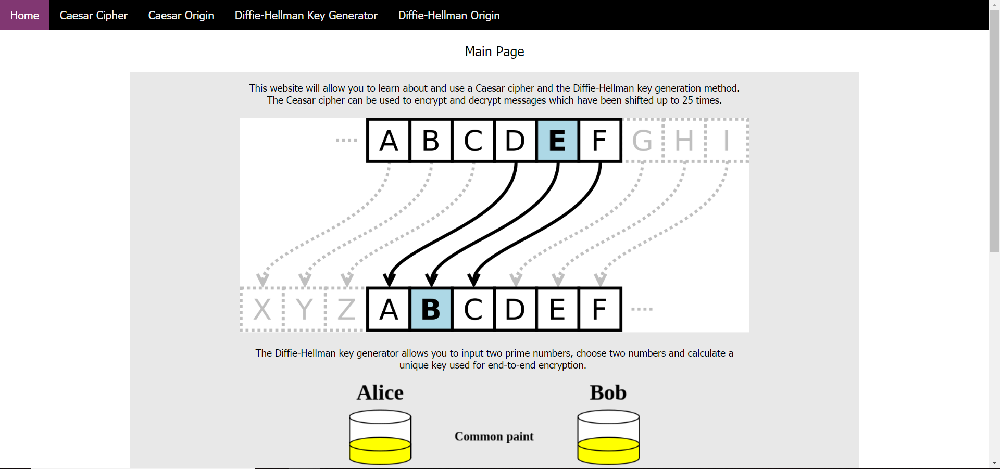 Home Caesar Cipher Caesar Origin Diffie-Hellman Key Generator Diffie-Hellman Origin
Main Page
This website will allow you to learn about and use a Caesar cipher and the Diffie-Hellman key generation method.
The Ceasar cipher can be used to encrypt and decrypt messages which have been shifted up to 25 times.
A B C D E F G H I
X Y Z A B C D E F
The Diffie-Hellman key generator allows you to input two prime numbers, choose two numbers and calculate a
unique key used for end-to-end encryption.
Alice Bob
Common paint